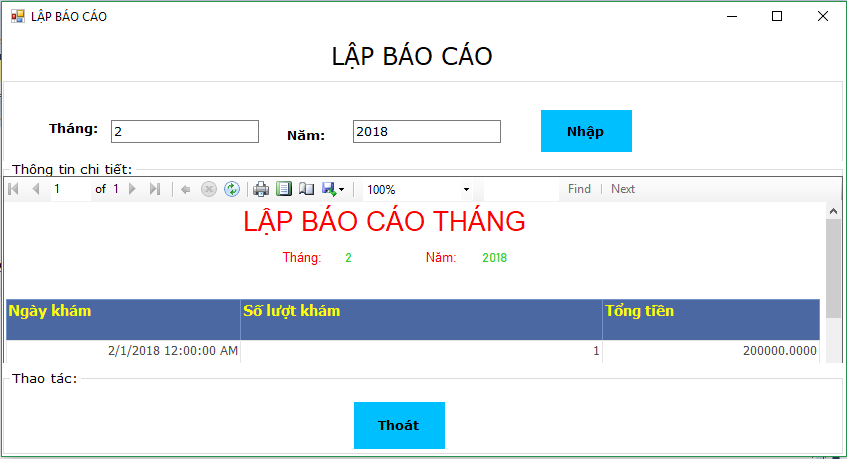 LẬP BÁO CÁO
LẬP BÁO CÁO
Tháng: 2 Năm: 2018 Nhập
Thông tin chi tiết:
1 of 1 100% Find | Next
LẬP BÁO CÁO THÁNG
Tháng: 2 Năm: 2018
Ngày khám Số lượt khám Tổng tiền
2/1/2018 12:00:00 AM 1 200000.0000
Thao tác:
Thoát